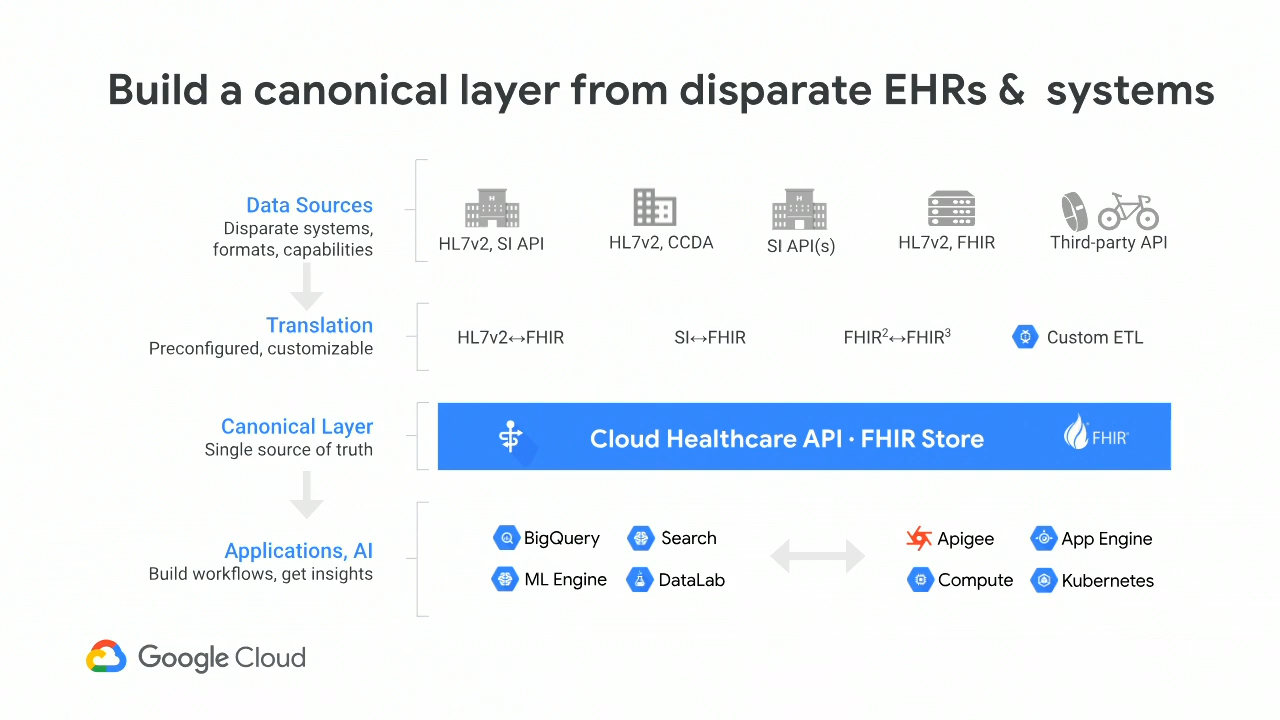 Build a canonical layer from disparate EHRs & systems
Data Sources
Disparate systems,
formats, capabilities
H
HL7v2, SI API
HL7v2, CCDA
H
SI API(s)
HL7v2, FHIR
Third-party API
Translation
Preconfigured, customizable
HL7v2↔FHIR
SI↔FHIR
FHIR²↔FHIR³
Custom ETL
Canonical Layer
Single source of truth
Cloud Healthcare API · FHIR Store
FHIR®
Applications, AI
Build workflows, get insights
BigQuery
Search
ML Engine
DataLab
Apigee
App Engine
Compute
Kubernetes
Google Cloud